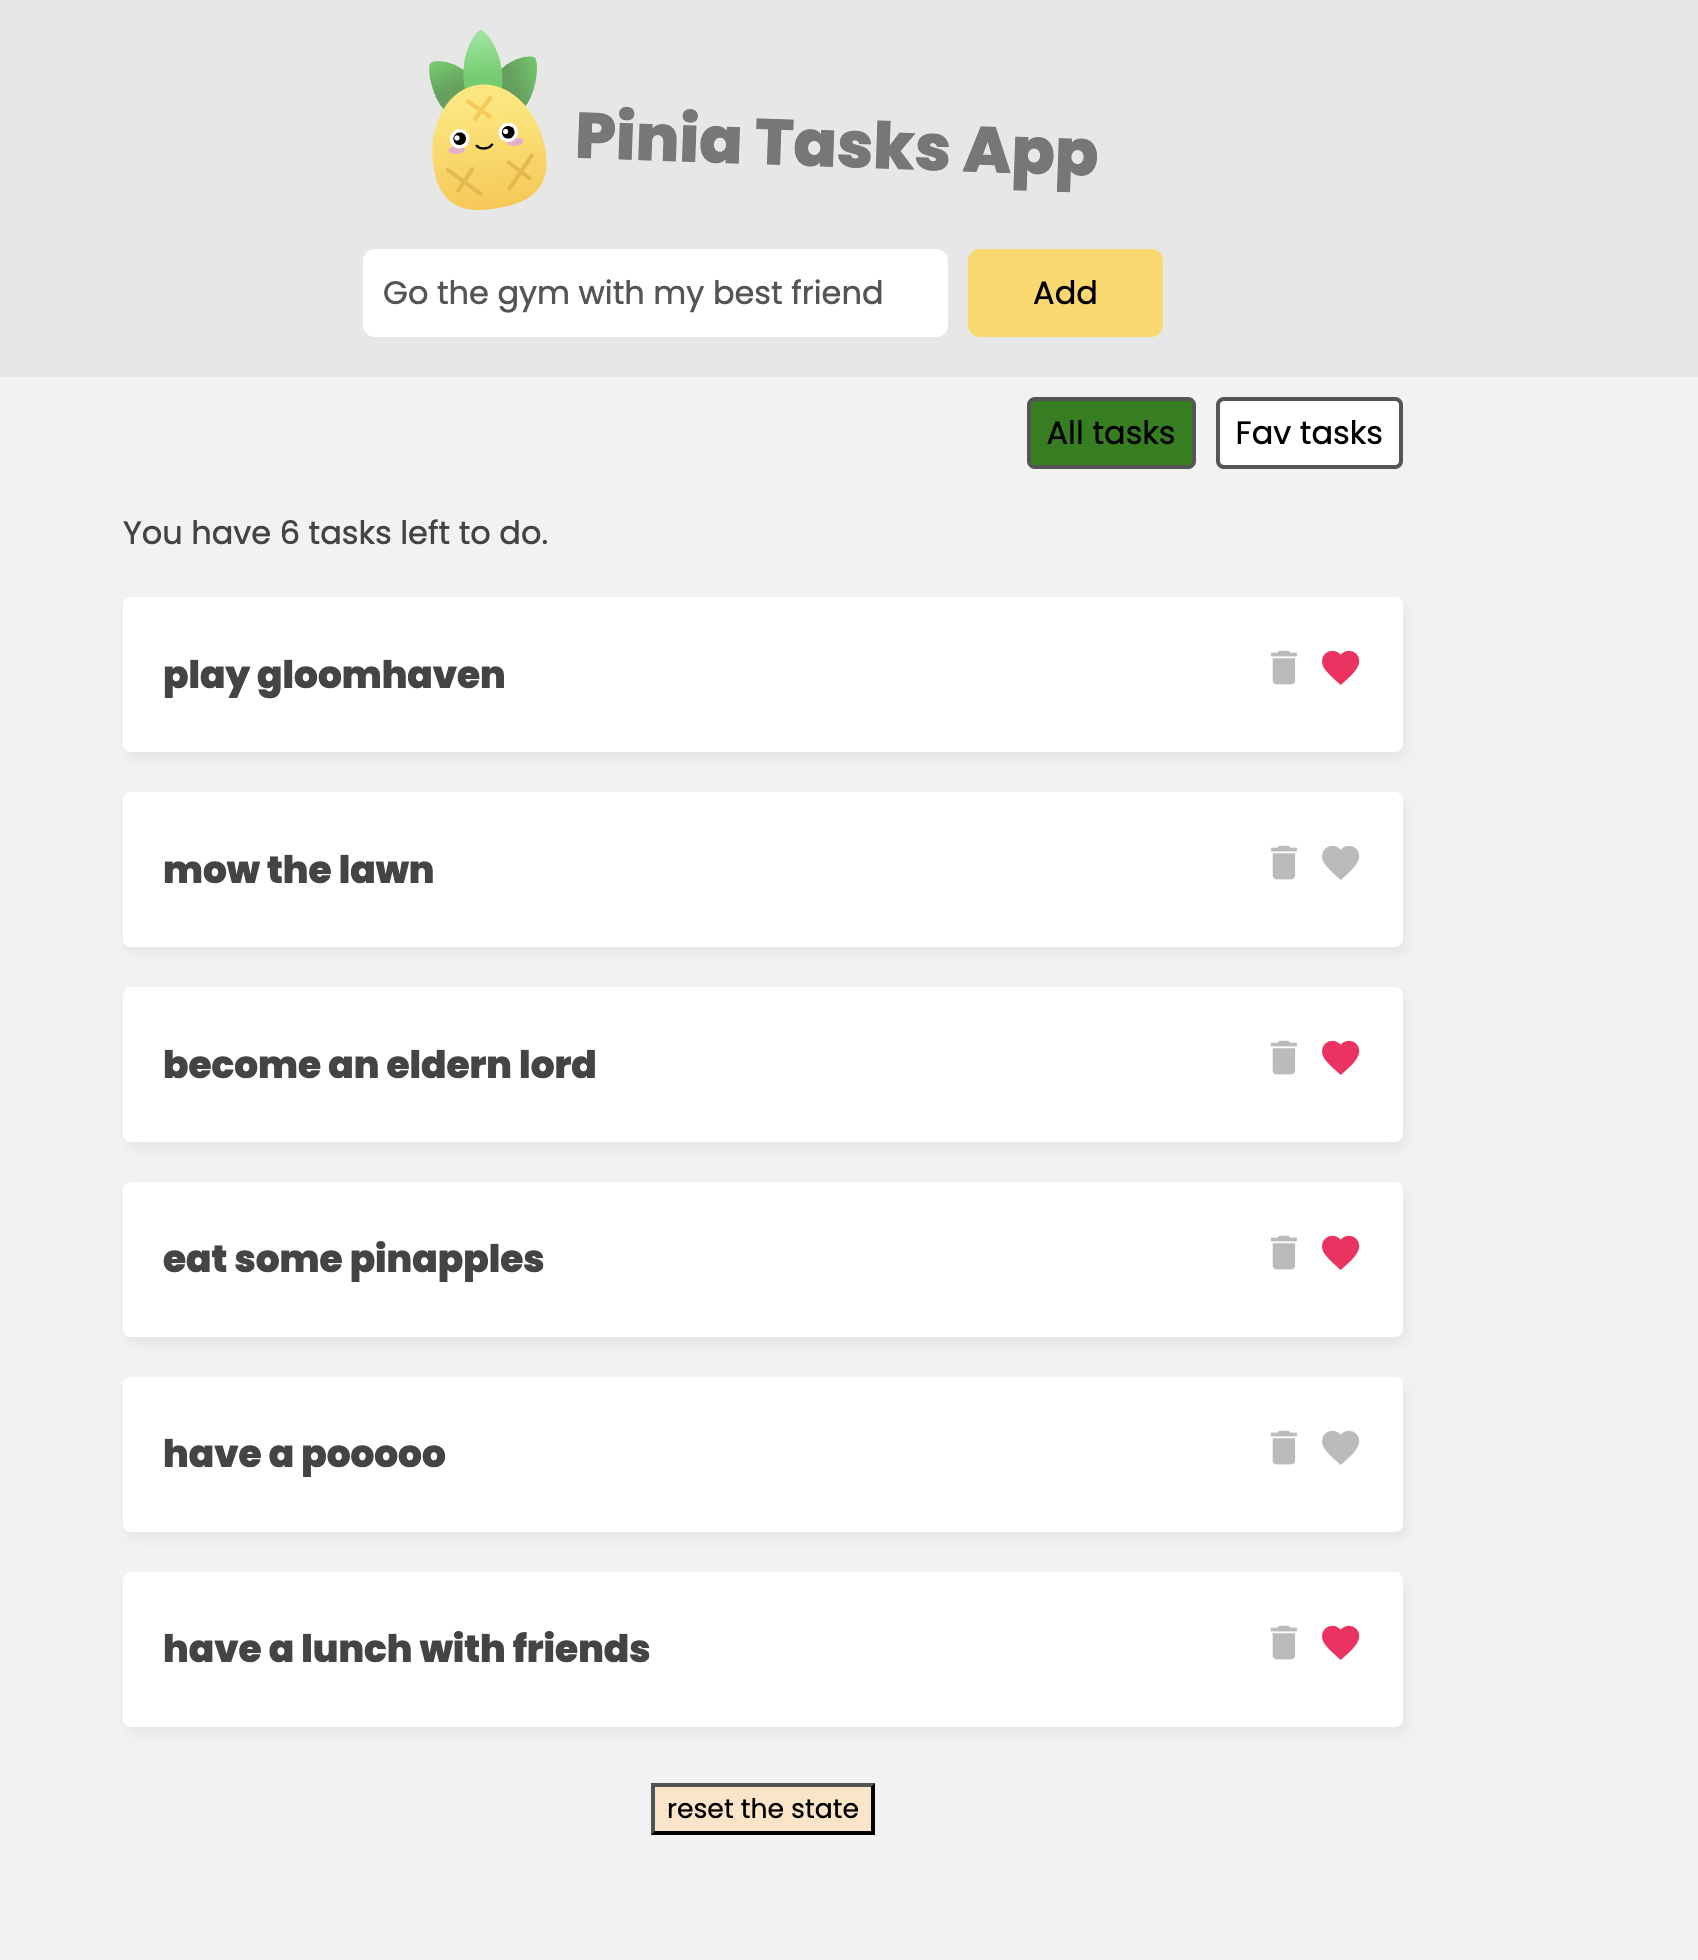 Pinia Tasks App
Go the gym with my best friend
Add
All tasks
Fav tasks
You have 6 tasks left to do.
play gloomhaven
mow the lawn
become an eldern lord
eat some pinapples
have a pooooo
have a lunch with friends
reset the state